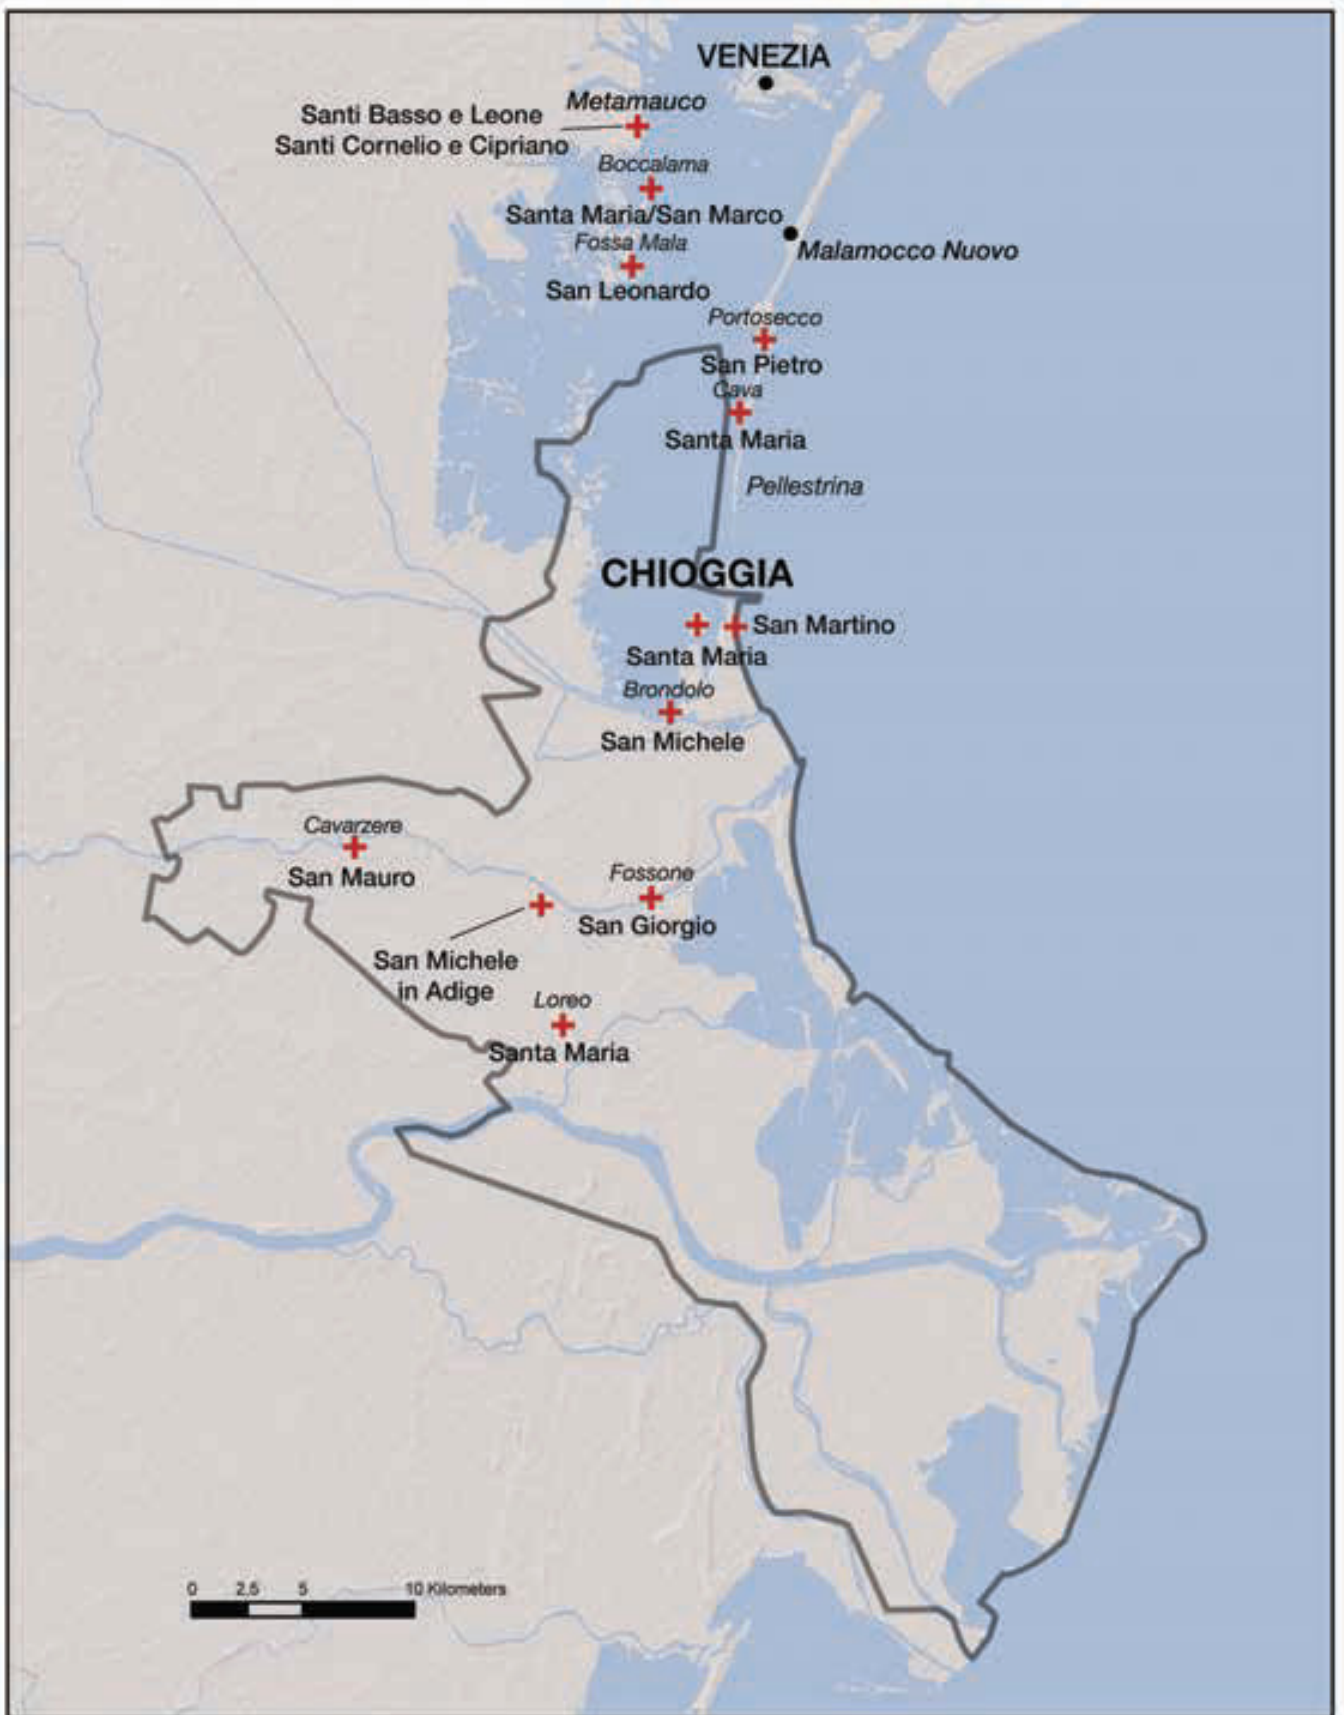 VENEZIA
Metamauco
Santi Basso e Leone
Santi Cornelio e Cipriano
Boccalama
Santa Maria/San Marco
Fossa Mala
Malamocco Nuovo
San Leonardo
Portosecco
San Pietro
Cava
Santa Maria
Pellestrina
CHIOGGIA
San Martino
Santa Maria
Brondolo
San Michele
Cavarzere
San Mauro
Fossone
San Giorgio
San Michele
in Adige
Loreo
Santa Maria
0 2.5 5 10 Kilometers